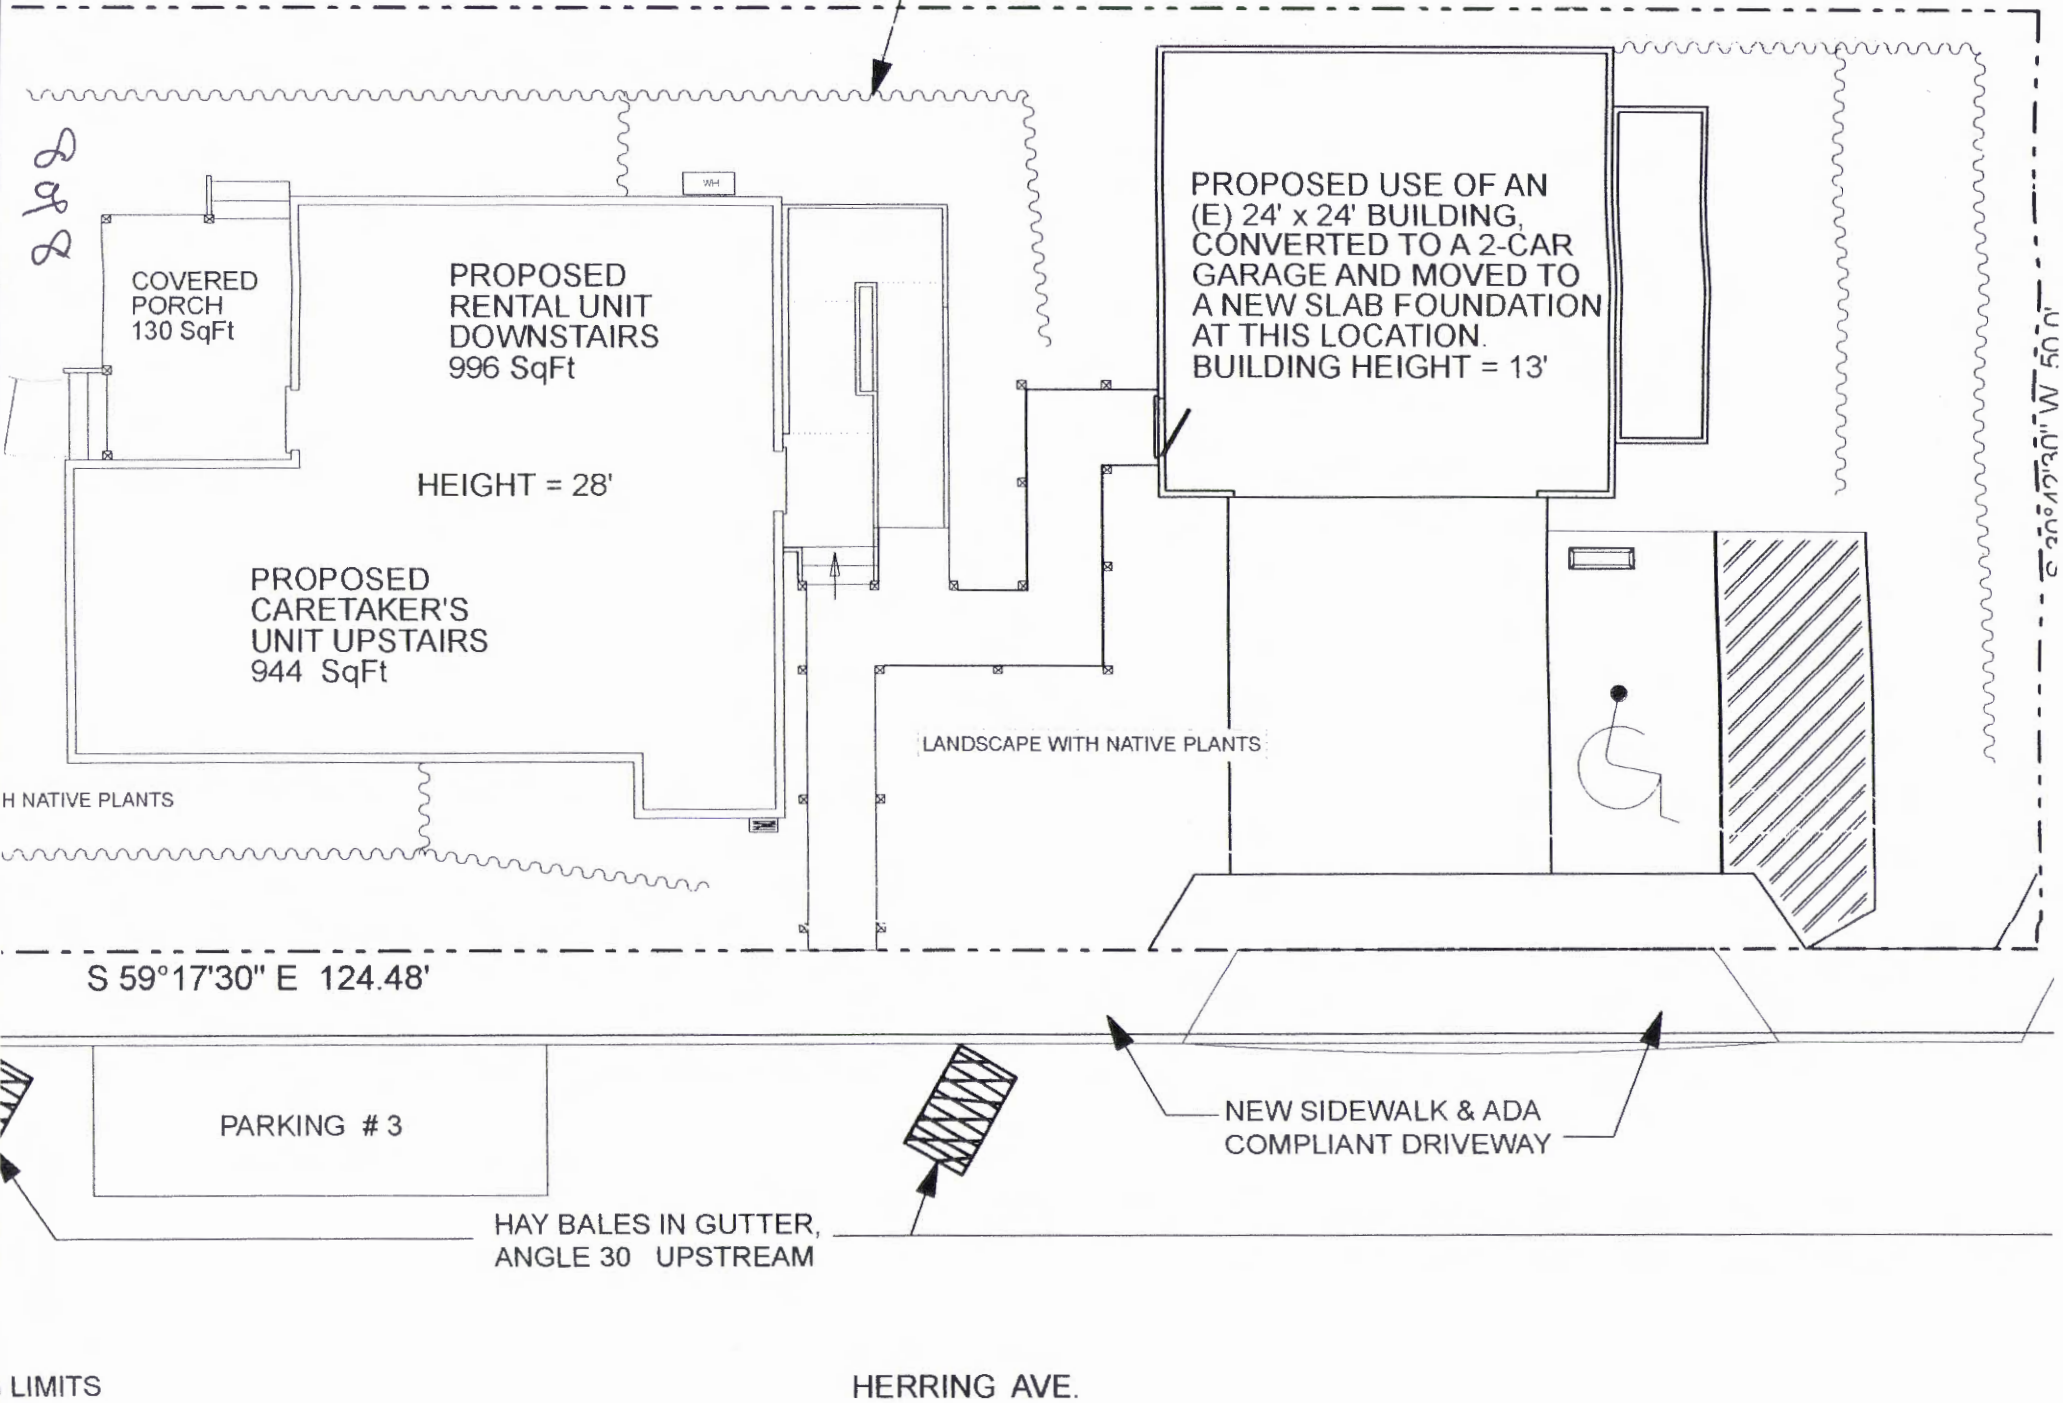 COVERED
PORCH
130 SqFt
PROPOSED
RENTAL UNIT
DOWNSTAIRS
996 SqFt
WH
PROPOSED USE OF AN
(E) 24' x 24' BUILDING,
CONVERTED TO A 2-CAR
GARAGE AND MOVED TO
A NEW SLAB FOUNDATION
AT THIS LOCATION.
BUILDING HEIGHT = 13'
HEIGHT = 28'
PROPOSED
CARETAKER'S
UNIT UPSTAIRS
944 SqFt
LANDSCAPE WITH NATIVE PLANTS
H NATIVE PLANTS
S 59°17'30" E 124.48'
PARKING # 3
NEW SIDEWALK & ADA
COMPLIANT DRIVEWAY
HAY BALES IN GUTTER,
ANGLE 30 UPSTREAM
LIMITS
HERRING AVE.